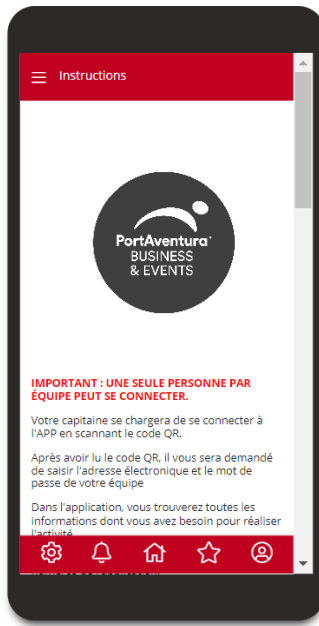 Instructions
PortAventura
BUSINESS
& EVENTS
IMPORTANT : UNE SEULE PERSONNE PAR
ÉQUIPE PEUT SE CONNECTER.
Votre capitaine se chargera de se connecter à
l'APP en scannant le code QR.
Après avoir lu le code QR, il vous sera demandé
de saisir l'adresse électronique et le mot de
passe de votre équipe
Dans l'application, vous trouverez toutes les
informations dont vous avez besoin pour réaliser
l'activité